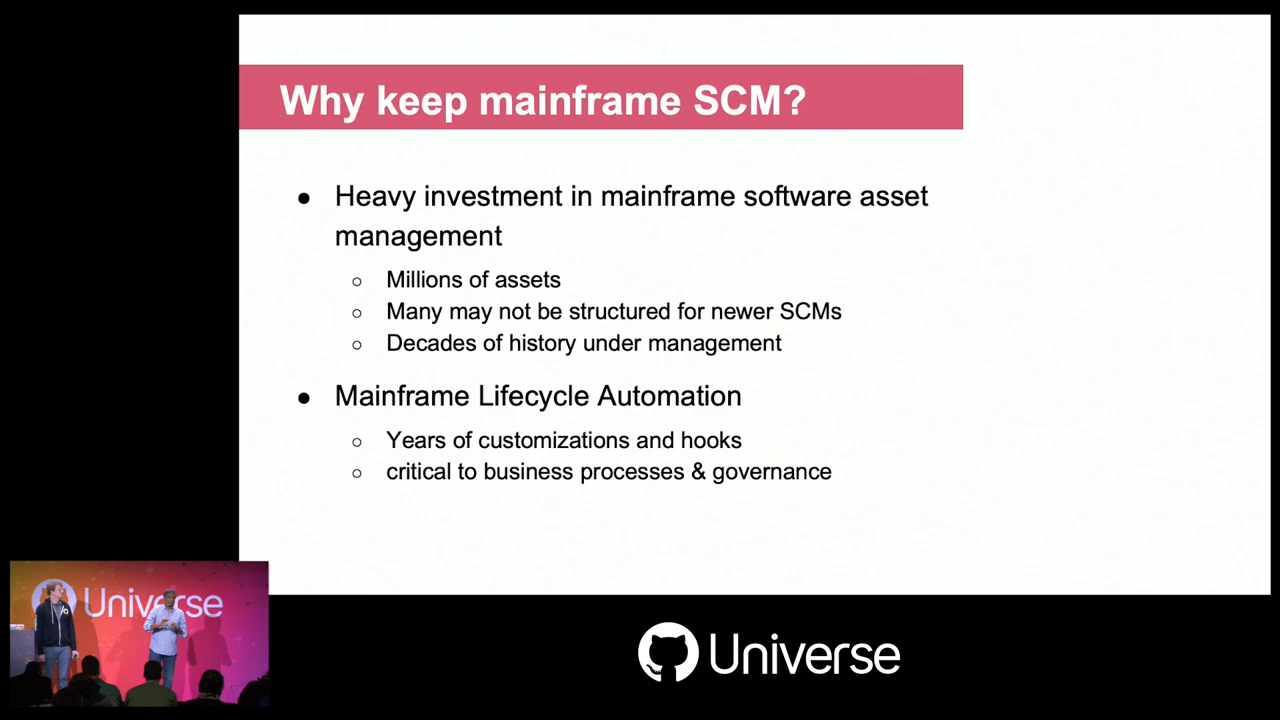 Why keep mainframe SCM?
● Heavy investment in mainframe software asset
management
○ Millions of assets
○ Many may not be structured for newer SCMs
○ Decades of history under management
● Mainframe Lifecycle Automation
○ Years of customizations and hooks
○ critical to business processes & governance
Universe
Universe